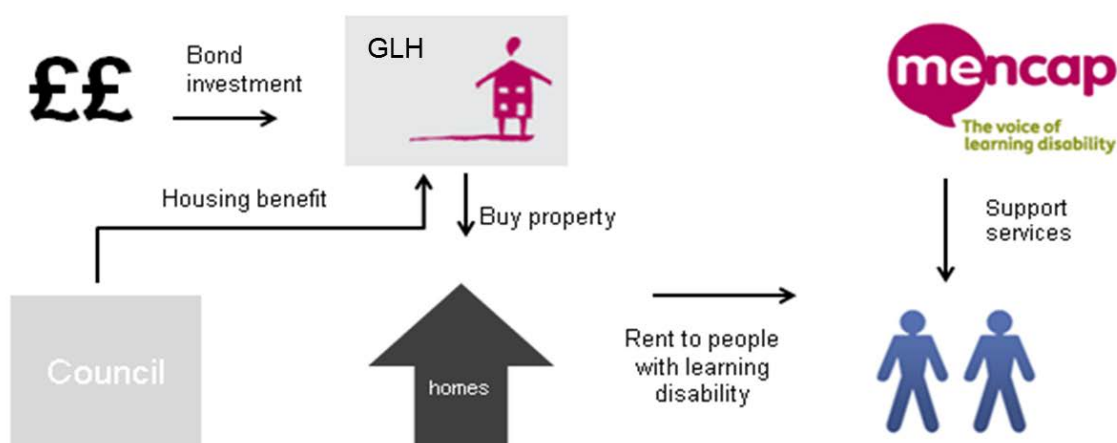 ££
Bond
investment
GLH
mencap
The voice of
learning disability
Housing benefit
Buy property
Support
services
Council
homes
Rent to people
with learning
disability